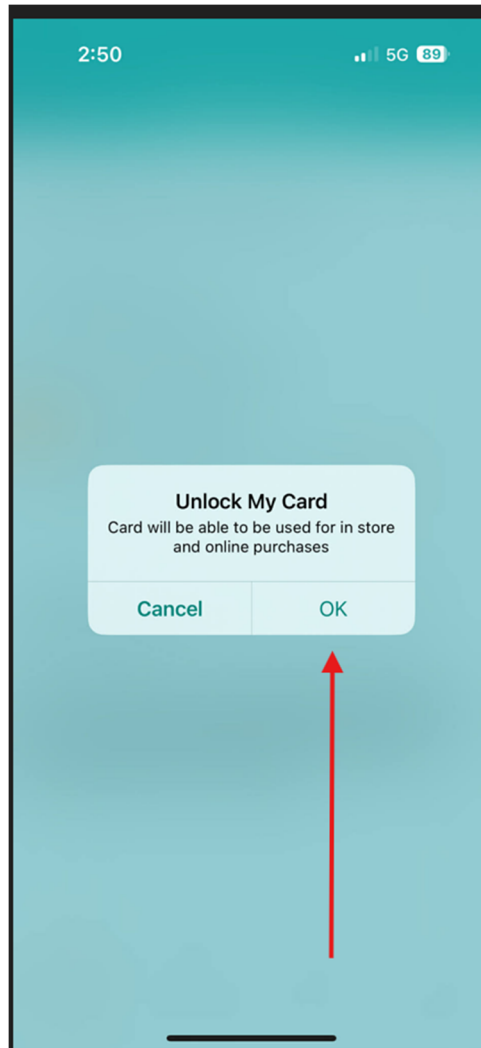 2:50 5G 89
Unlock My Card
Card will be able to be used for in store
and online purchases
Cancel OK